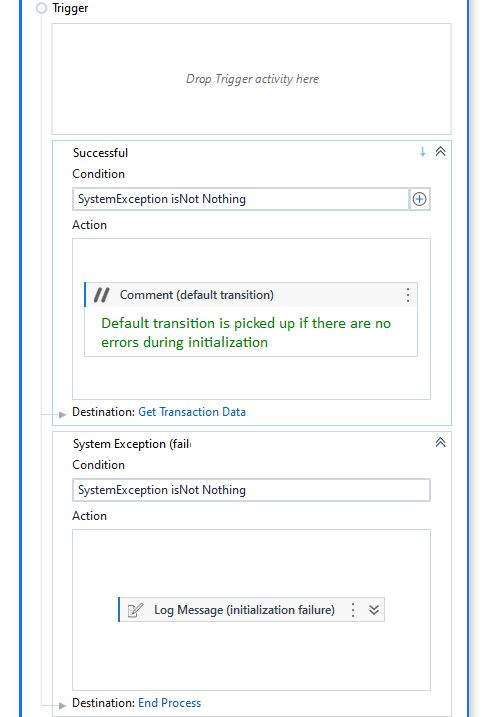 Trigger
Drop Trigger activity here
Successful
Condition
SystemException isNot Nothing
Action
Comment (default transition)
Default transition is picked up if there are no
errors during initialization
Destination: Get Transaction Data
System Exception (fail
Condition
SystemException isNot Nothing
Action
Log Message (initialization failure)
Destination: End Process